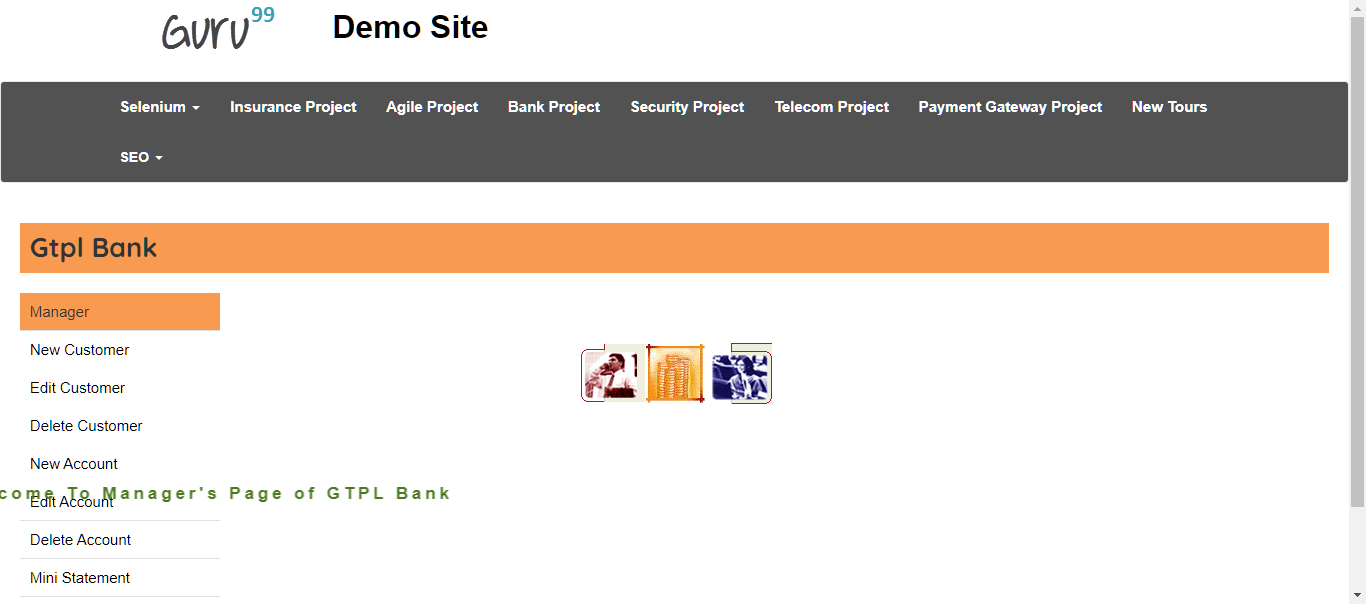 Guru99
Demo Site
Selenium Insurance Project Agile Project Bank Project Security Project Telecom Project Payment Gateway Project New Tours
SEO
Gtpl Bank
Manager
New Customer
Edit Customer
Delete Customer
New Account
come To Manager's Page of GTPL Bank
Edit Account
Delete Account
Mini Statement